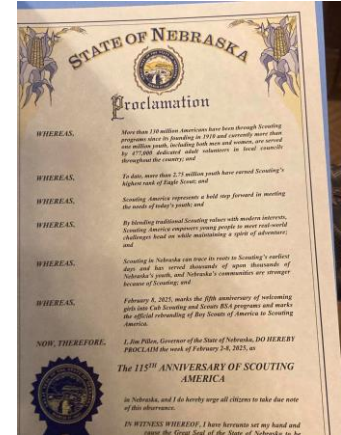 STATE OF NEBRASKA
Proclamation
WHEREAS, More than 130 million Americans have been through Scouting
programs since its founding in 1910 and currently more than
one million youth, including both men and women, are served
by 477,000 dedicated adult volunteers in local councils
throughout the country; and
WHEREAS, To date, more than 2.75 million youth have earned Scouting's
highest rank of Eagle Scout; and
WHEREAS, Scouting America represents a bold step forward in meeting
the needs of today's youth; and
WHEREAS, By blending traditional Scouting values with modern interests,
Scouting America empowers young people to meet real-world
challenges head on while maintaining a spirit of adventure;
and
WHEREAS, Scouting in Nebraska can trace its roots to Scouting's earliest
days and has served thousands of upon thousands of
Nebraska's youth, and Nebraska's communities are stronger
because of Scouting; and
WHEREAS, February 8, 2025, marks the fifth anniversary of welcoming
girls into Cub Scouting and Scouts BSA programs and marks
the official rebranding of Boy Scouts of America to Scouting
America.
NOW, THEREFORE, I, Jim Pillen, Governor of the State of Nebraska, DO HEREBY
PROCLAIM the week of February 2-8, 2025, as
The 115TH ANNIVERSARY OF SCOUTING
AMERICA
in Nebraska, and I do hereby urge all citizens to take due note
of this observance.
IN WITNESS WHEREOF, I have hereunto set my hand and
cause the Great Seal of the State of Nebraska to be